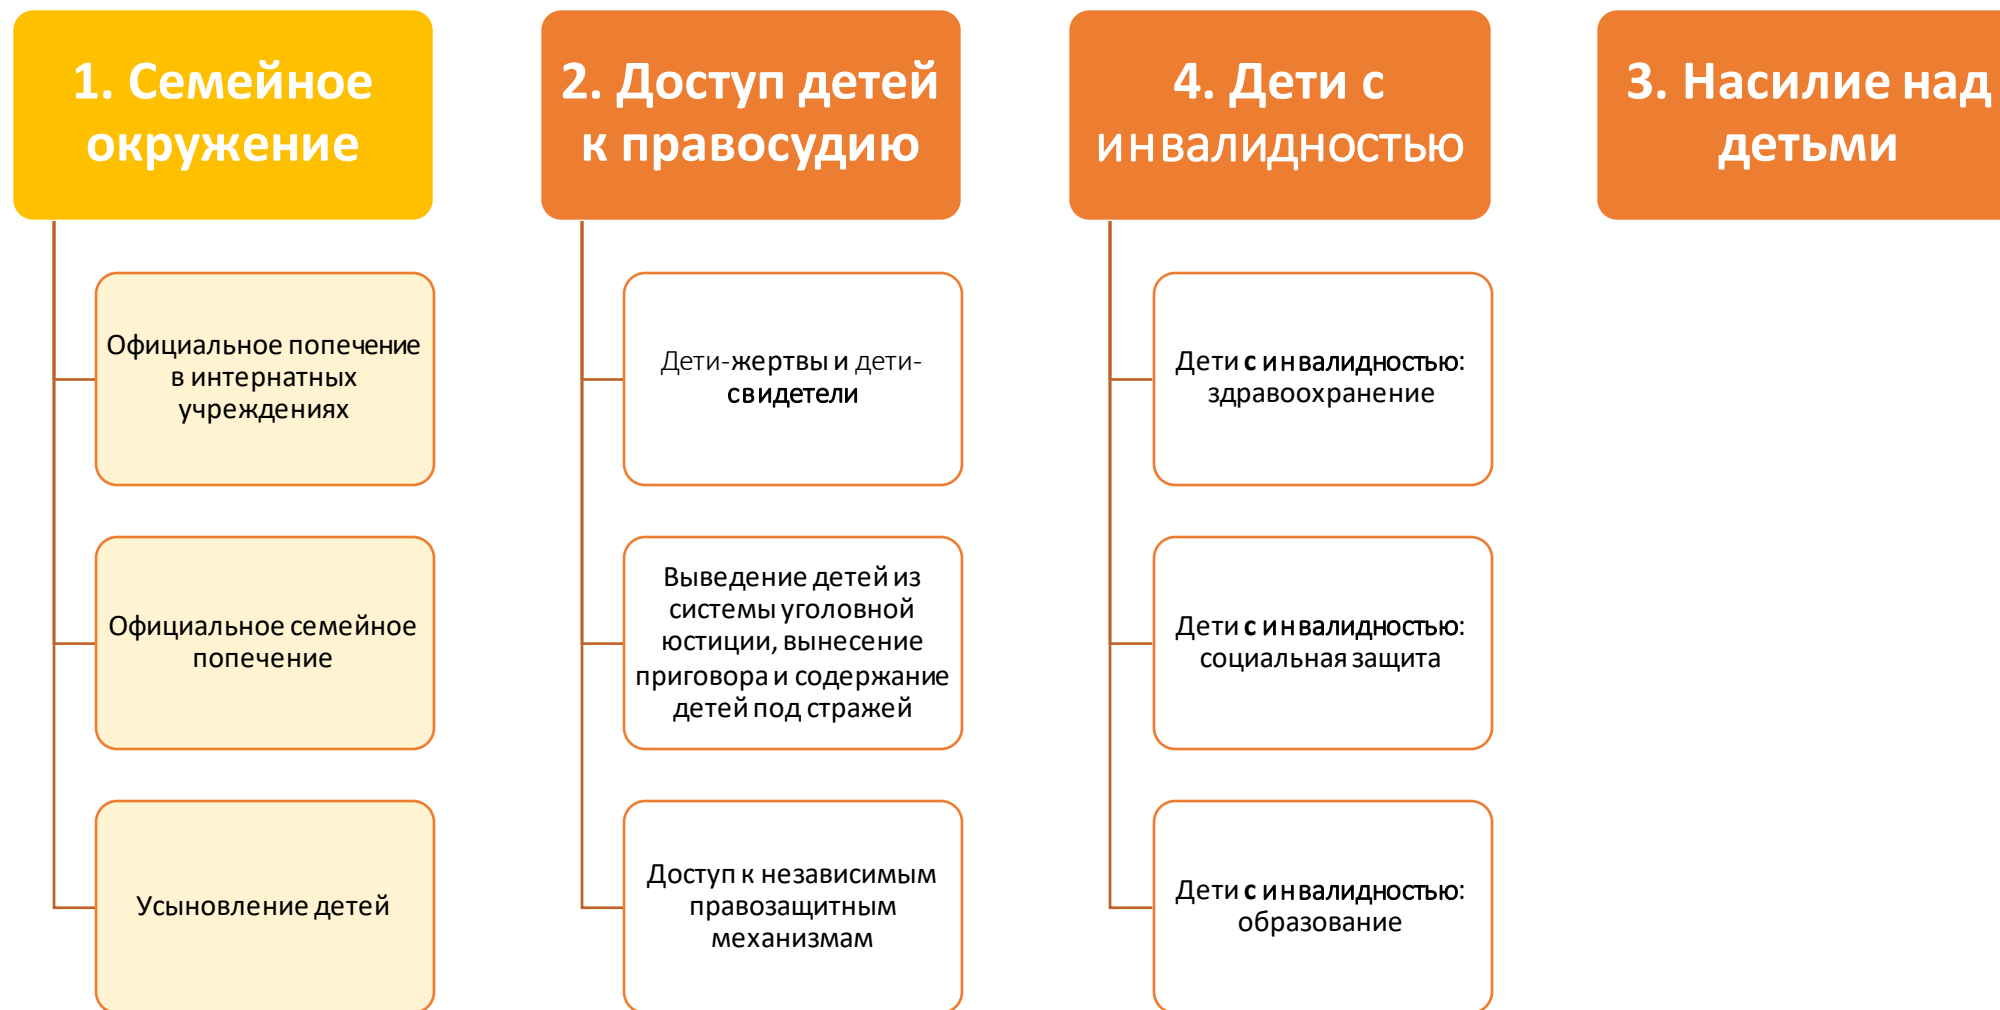 1. Семейное
окружение
Официальное попечение
в интернатных
учреждениях
Официальное семейное
попечение
Усыновление детей
2. Доступ детей
к правосудию
Дети-жертвы и дети-
свидетели
Выведение детей из
системы уголовной
юстиции, вынесение
приговора и содержание
детей под стражей
Доступ к независимым
правозащитным
механизмам
4. Дети с
инвалидностью
Дети с инвалидностью:
здравоохранение
Дети с инвалидностью:
социальная защита
Дети с инвалидностью:
образование
3. Насилие над
детьми